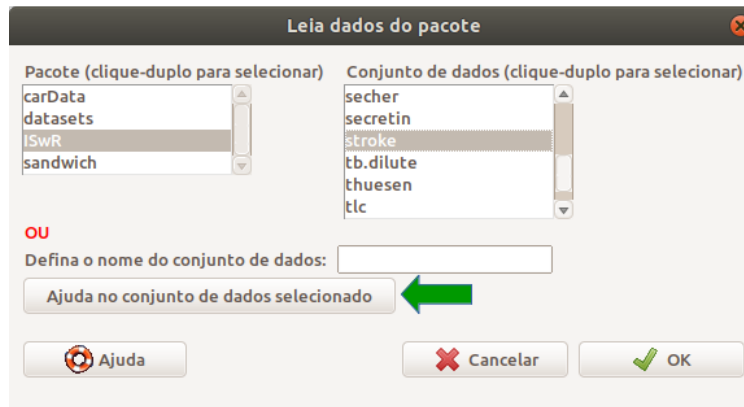 Leia dados do pacote
Pacote (clique-duplo para selecionar)
carData
datasets
ISwR
sandwich
Conjunto de dados (clique-duplo para selecionar)
secher
secretin
stroke
tb.dilute
thuesen
tlc
OU
Defina o nome do conjunto de dados:
Ajuda no conjunto de dados selecionado
Ajuda
Cancelar
OK